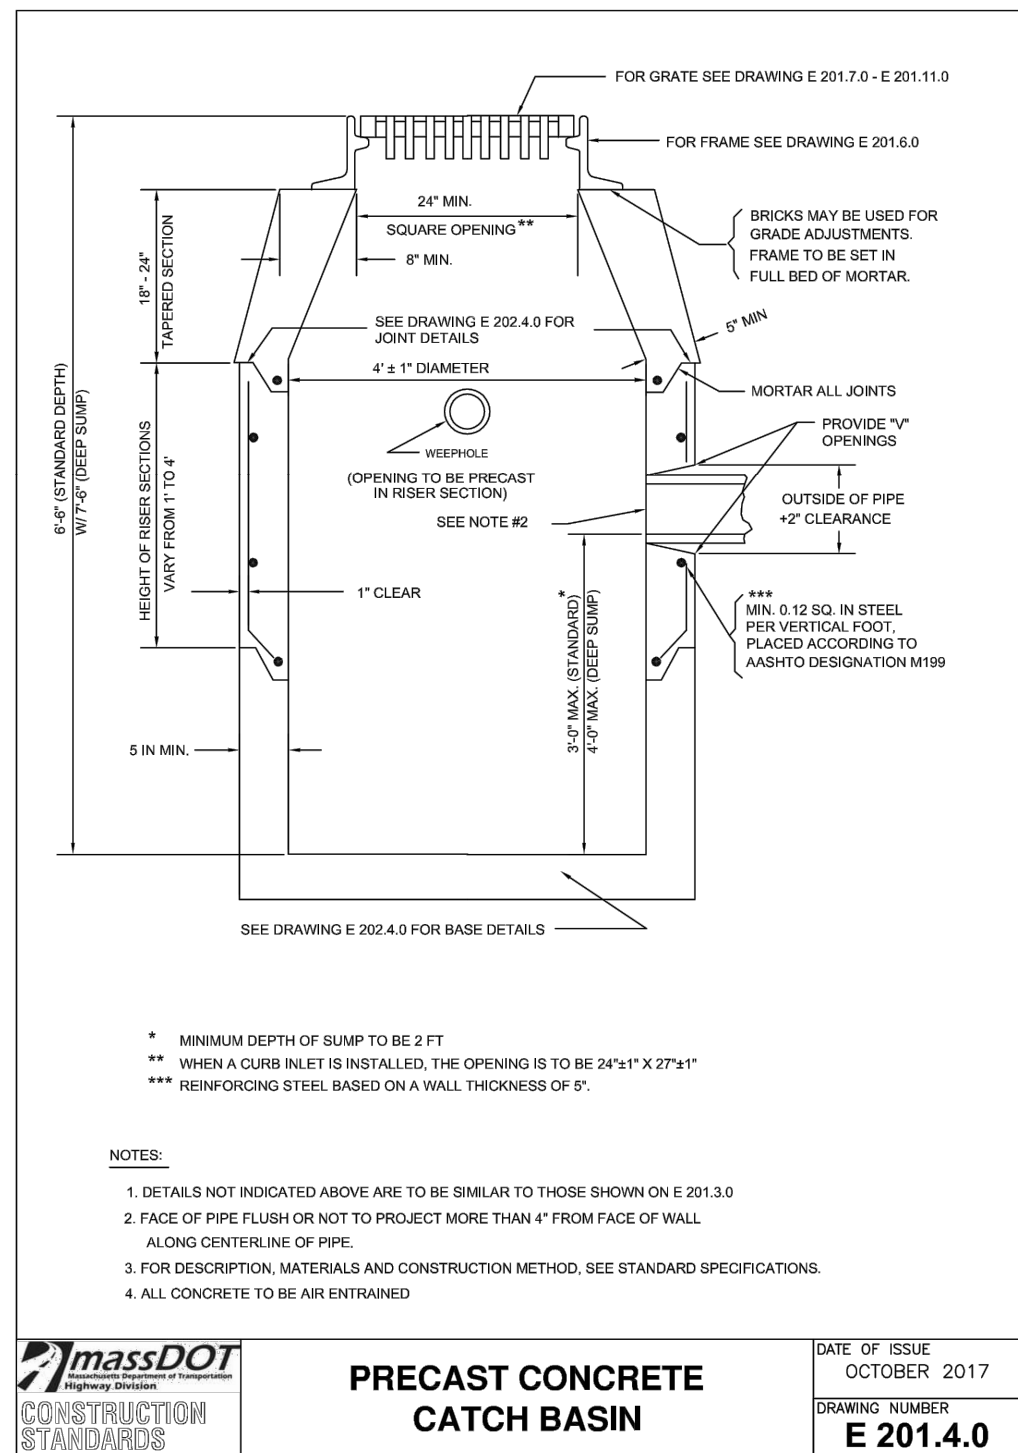 FOR GRATE SEE DRAWING E 201.7.0 - E 201.11.0
FOR FRAME SEE DRAWING E 201.6.0
24" MIN.
SQUARE OPENING**
8" MIN.
BRICKS MAY BE USED FOR
GRADE ADJUSTMENTS.
FRAME TO BE SET IN
FULL BED OF MORTAR.
18" - 24"
TAPERED SECTION
SEE DRAWING E 202.4.0 FOR
JOINT DETAILS
5" MIN
4' ± 1" DIAMETER
MORTAR ALL JOINTS
6'-6" (STANDARD DEPTH)
W/ 7'-6" (DEEP SUMP)
HEIGHT OF RISER SECTIONS
VARY FROM 1' TO 4'
WEEPHOLE
(OPENING TO BE PRECAST
IN RISER SECTION)
PROVIDE "V"
OPENINGS
OUTSIDE OF PIPE
+2" CLEARANCE
SEE NOTE #2
1" CLEAR
*
3'-0" MAX. (STANDARD)
4'-0" MAX. (DEEP SUMP)
***
MIN. 0.12 SQ. IN STEEL
PER VERTICAL FOOT,
PLACED ACCORDING TO
AASHTO DESIGNATION M199
5 IN MIN.
SEE DRAWING E 202.4.0 FOR BASE DETAILS
* MINIMUM DEPTH OF SUMP TO BE 2 FT
** WHEN A CURB INLET IS INSTALLED, THE OPENING IS TO BE 24"±1" X 27"±1"
*** REINFORCING STEEL BASED ON A WALL THICKNESS OF 5".
NOTES:
1. DETAILS NOT INDICATED ABOVE ARE TO BE SIMILAR TO THOSE SHOWN ON E 201.3.0
2. FACE OF PIPE FLUSH OR NOT TO PROJECT MORE THAN 4" FROM FACE OF WALL
ALONG CENTERLINE OF PIPE.
3. FOR DESCRIPTION, MATERIALS AND CONSTRUCTION METHOD, SEE STANDARD SPECIFICATIONS.
4. ALL CONCRETE TO BE AIR ENTRAINED
massDOT
Massachusetts Department of Transportation
Highway Division
CONSTRUCTION
STANDARDS
PRECAST CONCRETE
CATCH BASIN
DATE OF ISSUE
OCTOBER 2017
DRAWING NUMBER
E 201.4.0